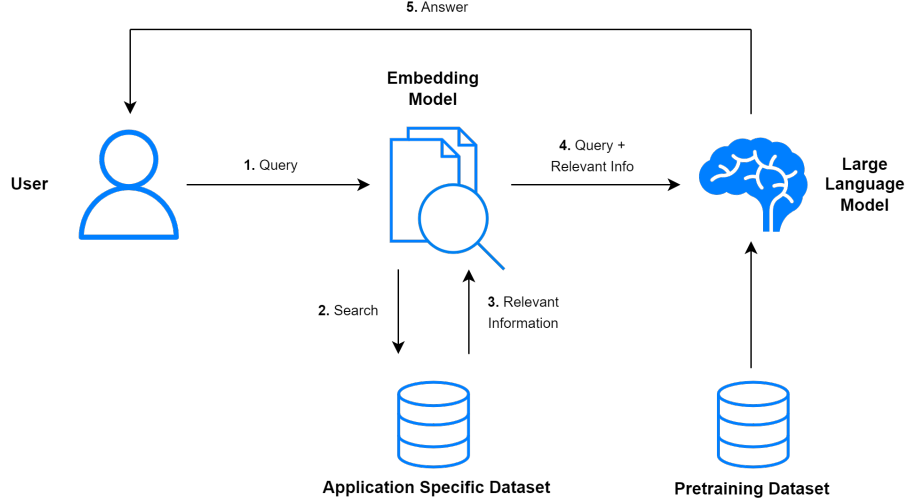 5. Answer
Embedding
Model
1. Query
4. Query +
Relevant Info
User
Large
Language
Model
2. Search
3. Relevant
Information
Application Specific Dataset
Pretraining Dataset